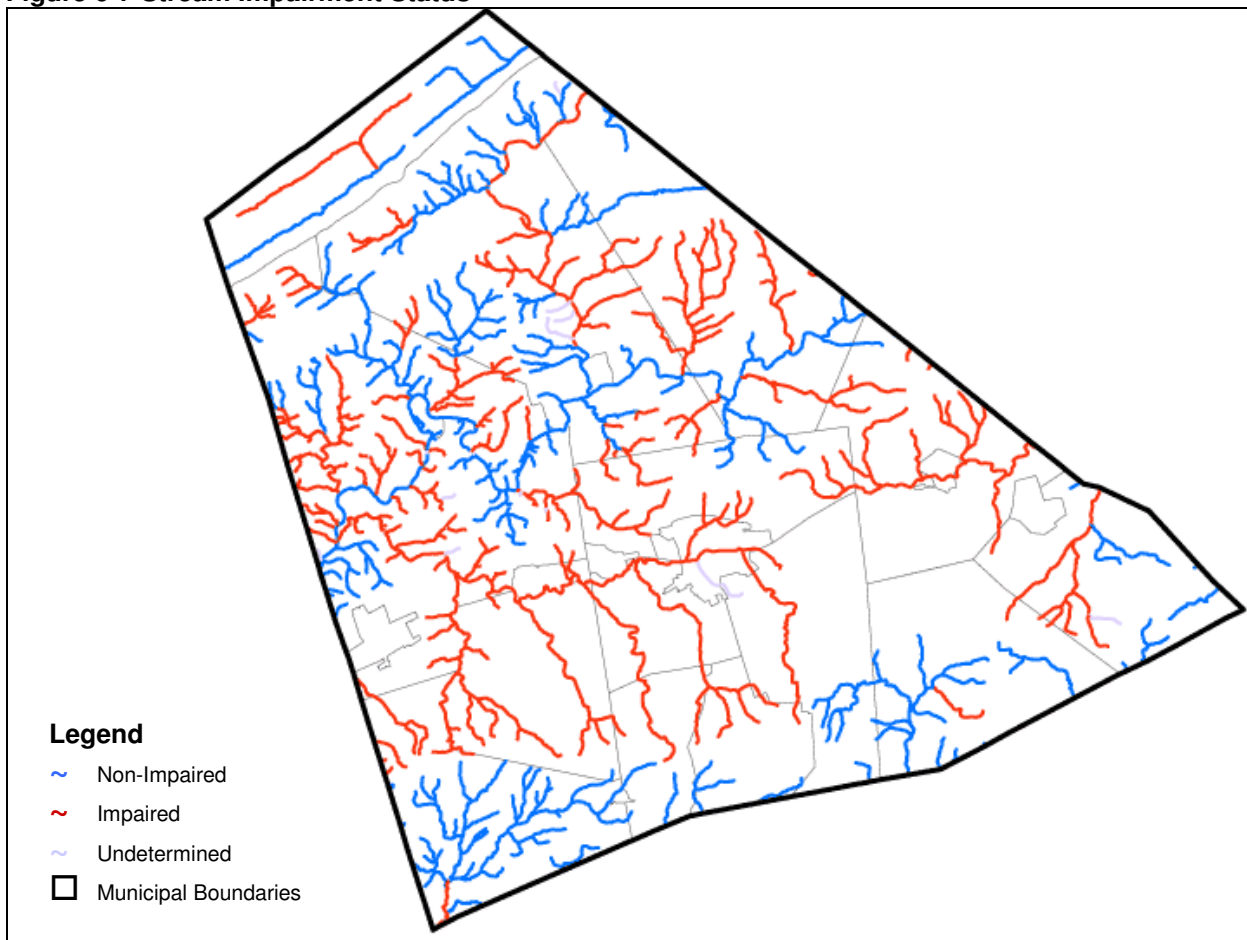 Legend
Non-Impaired
Impaired
Undetermined
Municipal Boundaries